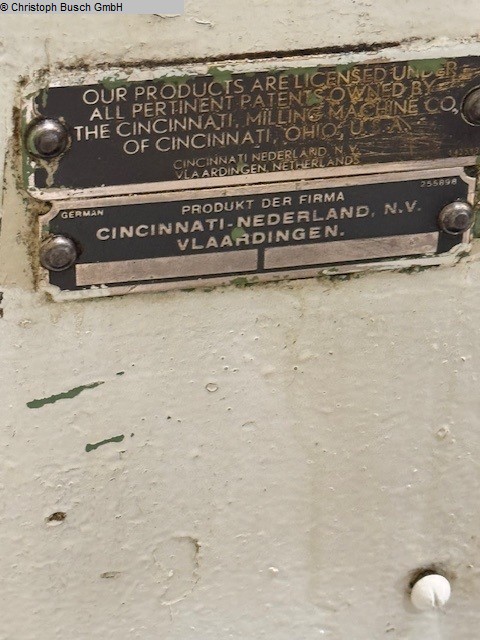 © Christoph Busch GmbH
OUR PRODUCTS ARE LICENSED UNDER
ALL PERTINENT PATENTS OWNED BY
THE CINCINNATI, MILLING MACHINE CO,
OF CINCINNATI, OHIO, U.S.A.
CINCINNATI NEDERLAND, N.V.
VLAARDINGEN, NETHERLANDS
GERMAN
PRODUKT DER FIRMA
255898
CINCINNATI-NEDERLAND, N.V.
VLAARDINGEN.